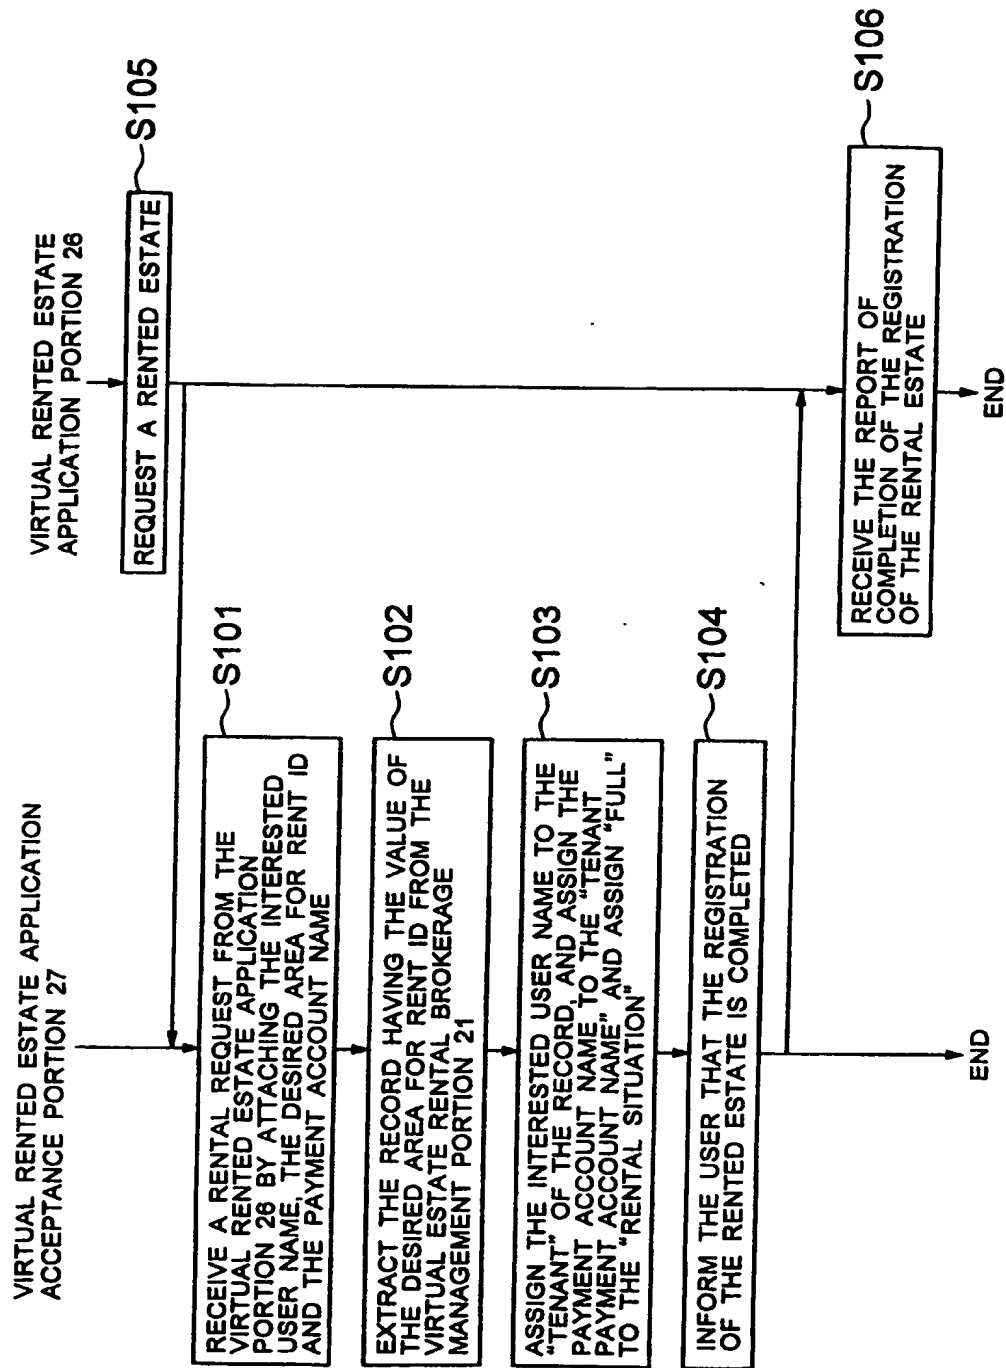 VIRTUAL RENTED ESTATE APPLICATION
ACCEPTANCE PORTION 27
RECEIVE A RENTAL REQUEST FROM THE
VIRTUAL RENTED ESTATE APPLICATION
PORTION 26 BY ATTACHING THE INTERESTED
USER NAME, THE DESIRED AREA FOR RENT ID
AND THE PAYMENT ACCOUNT NAME
S101
EXTRACT THE RECORD HAVING THE VALUE OF
THE DESIRED AREA FOR RENT ID FROM THE
VIRTUAL ESTATE RENTAL BROKERAGE
MANAGEMENT PORTION 21
S102
ASSIGN THE INTERESTED USER NAME TO THE
“TENANT” OF THE RECORD, AND ASSIGN THE
PAYMENT ACCOUNT NAME TO THE “TENANT
PAYMENT ACCOUNT NAME” AND ASSIGN “FULL”
TO THE “RENTAL SITUATION”
S103
INFORM THE USER THAT THE REGISTRATION
OF THE RENTED ESTATE IS COMPLETED
S104
END
VIRTUAL RENTED ESTATE
APPLICATION PORTION 26
REQUEST A RENTED ESTATE
S105
RECEIVE THE REPORT OF
COMPLETION OF THE REGISTRATION
OF THE RENTAL ESTATE
S106
END